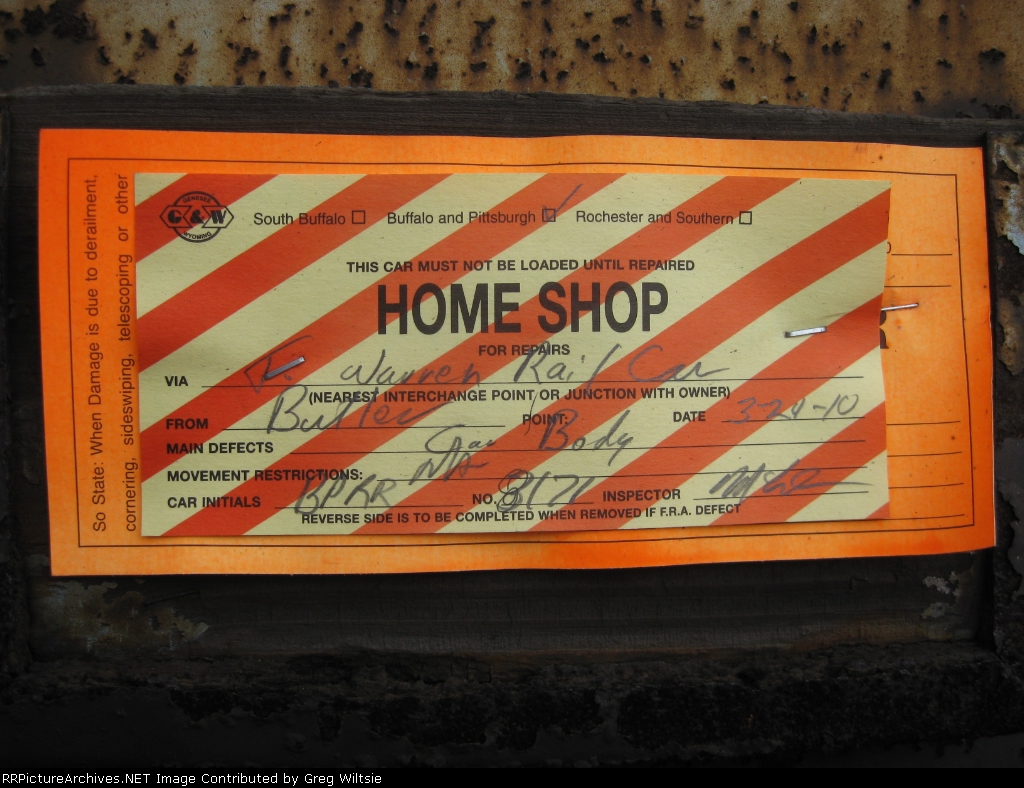 So State: When Damage is due to derailment,
cornering, sideswiping, telescoping or other
GENESEE
G&W
WYOMING
South Buffalo ☐ Buffalo and Pittsburgh ☑ Rochester and Southern ☐
THIS CAR MUST NOT BE LOADED UNTIL REPAIRED
HOME SHOP
FOR REPAIRS
VIA To Warren Rail Car
(NEAREST INTERCHANGE POINT, OR JUNCTION WITH OWNER)
FROM Butler POINT: DATE 3-24-10
MAIN DEFECTS Car Body
MOVEMENT RESTRICTIONS: NA
CAR INITIALS BPRR NO. 3171 INSPECTOR
REVERSE SIDE IS TO BE COMPLETED WHEN REMOVED IF F.R.A. DEFECT
RRPictureArchives.NET Image Contributed by Greg Wiltsie